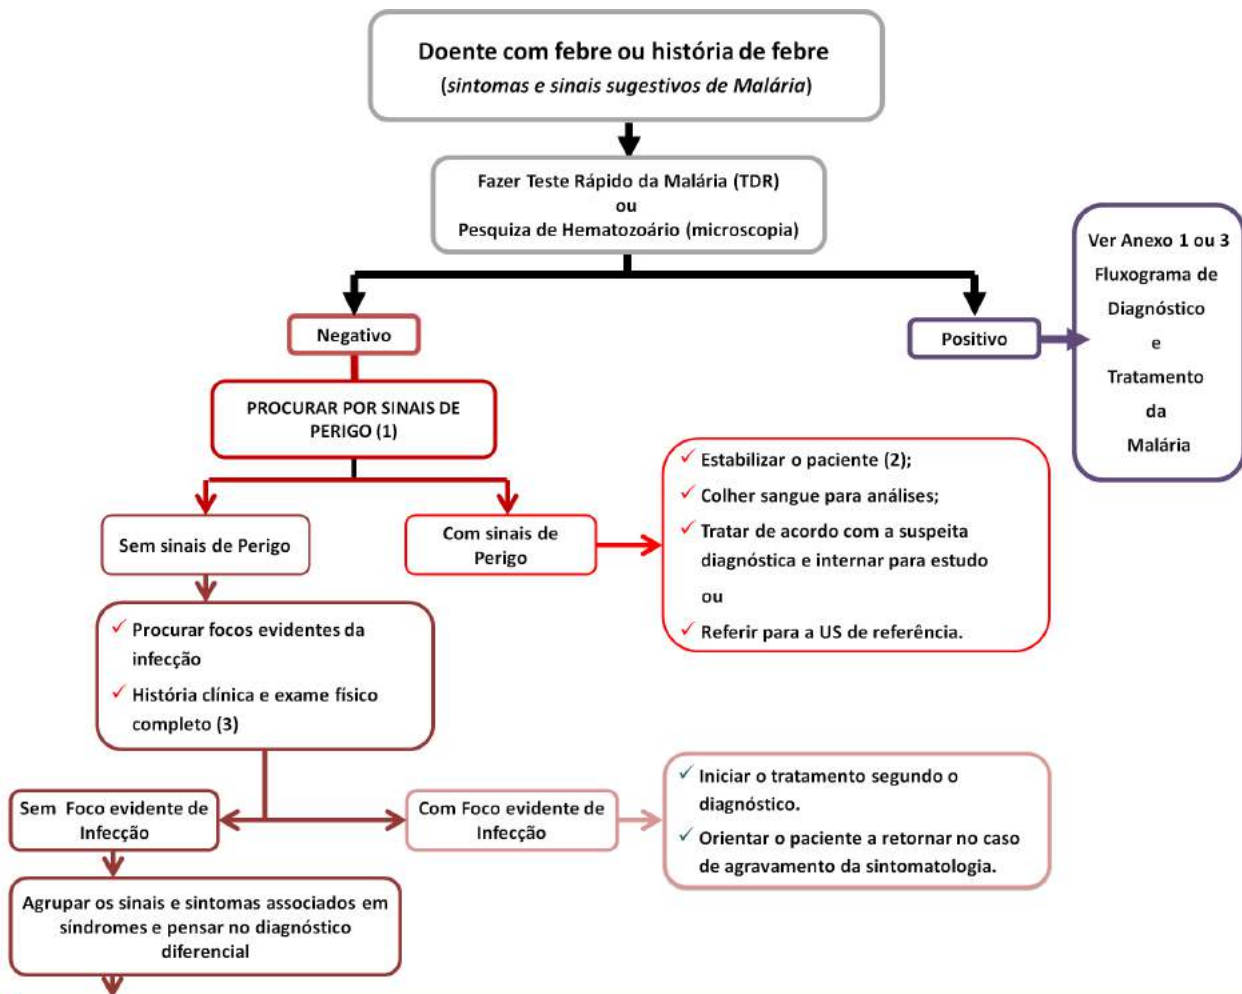 Doente com febre ou história de febre
(sintomas e sinais sugestivos de Malária)
Fazer Teste Rápido da Malária (TDR)
ou
Pesquiza de Hematozoário (microscopia)
Ver Anexo 1 ou 3
Fluxograma de
Diagnóstico
e
Tratamento
da
Malária
Negativo
Positivo
PROCURAR POR SINAIS DE
PERIGO (1)
Sem sinais de Perigo
Com sinais de
Perigo
✓ Estabilizar o paciente (2);
✓ Colher sangue para análises;
✓ Tratar de acordo com a suspeita
diagnóstica e internar para estudo
ou
✓ Referir para a US de referência.
✓ Procurar focos evidentes da
infecção
✓ História clínica e exame físico
completo (3)
Sem Foco evidente de
Infecção
Com Foco evidente de
Infecção
✓ Iniciar o tratamento segundo o
diagnóstico.
✓ Orientar o paciente a retornar no caso
de agravamento da sintomatologia.
Agrupar os sinais e sintomas associados em
síndromes e pensar no diagnóstico
diferencial